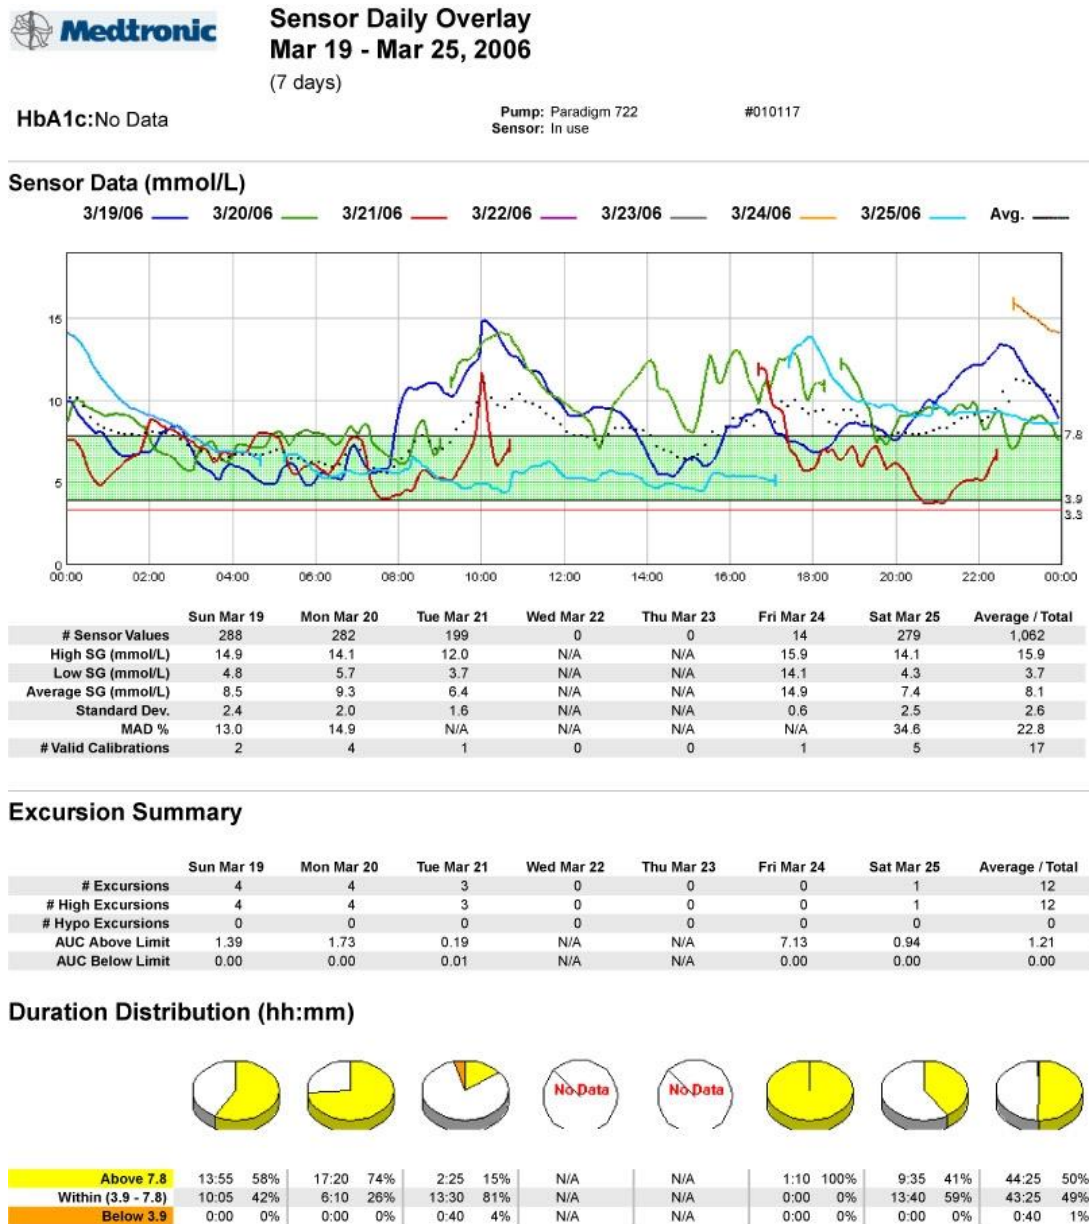 Medtronic
Sensor Daily Overlay
Mar 19 - Mar 25, 2006
(7 days)
HbA1c:No Data
Pump: Paradigm 722 #010117
Sensor: In use
Sensor Data (mmol/L)
3/19/06 3/20/06 3/21/06 3/22/06 3/23/06 3/24/06 3/25/06 Avg.
15
10
7.8
5
3.9
3.3
0
00:00 02:00 04:00 06:00 08:00 10:00 12:00 14:00 16:00 18:00 20:00 22:00 00:00
Sun Mar 19 Mon Mar 20 Tue Mar 21 Wed Mar 22 Thu Mar 23 Fri Mar 24 Sat Mar 25 Average / Total
# Sensor Values 288 282 199 0 0 14 279 1,062
High SG (mmol/L) 14.9 14.1 12.0 N/A N/A 15.9 14.1 15.9
Low SG (mmol/L) 4.8 5.7 3.7 N/A N/A 14.1 4.3 3.7
Average SG (mmol/L) 8.5 9.3 6.4 N/A N/A 14.9 7.4 8.1
Standard Dev. 2.4 2.0 1.6 N/A N/A 0.6 2.5 2.6
MAD % 13.0 14.9 N/A N/A N/A N/A 34.6 22.8
# Valid Calibrations 2 4 1 0 0 1 5 17
Excursion Summary
Sun Mar 19 Mon Mar 20 Tue Mar 21 Wed Mar 22 Thu Mar 23 Fri Mar 24 Sat Mar 25 Average / Total
# Excursions 4 4 3 0 0 0 1 12
# High Excursions 4 4 3 0 0 0 1 12
# Hypo Excursions 0 0 0 0 0 0 0 0
AUC Above Limit 1.39 1.73 0.19 N/A N/A 7.13 0.94 1.21
AUC Below Limit 0.00 0.00 0.01 N/A N/A 0.00 0.00 0.00
Duration Distribution (hh:mm)
No Data No Data
Above 7.8 13:55 58% 17:20 74% 2:25 15% N/A N/A 1:10 100% 9:35 41% 44:25 50%
Within (3.9 - 7.8) 10:05 42% 6:10 26% 13:30 81% N/A N/A 0:00 0% 13:40 59% 43:25 49%
Below 3.9 0:00 0% 0:00 0% 0:40 4% N/A N/A 0:00 0% 0:00 0% 0:40 1%